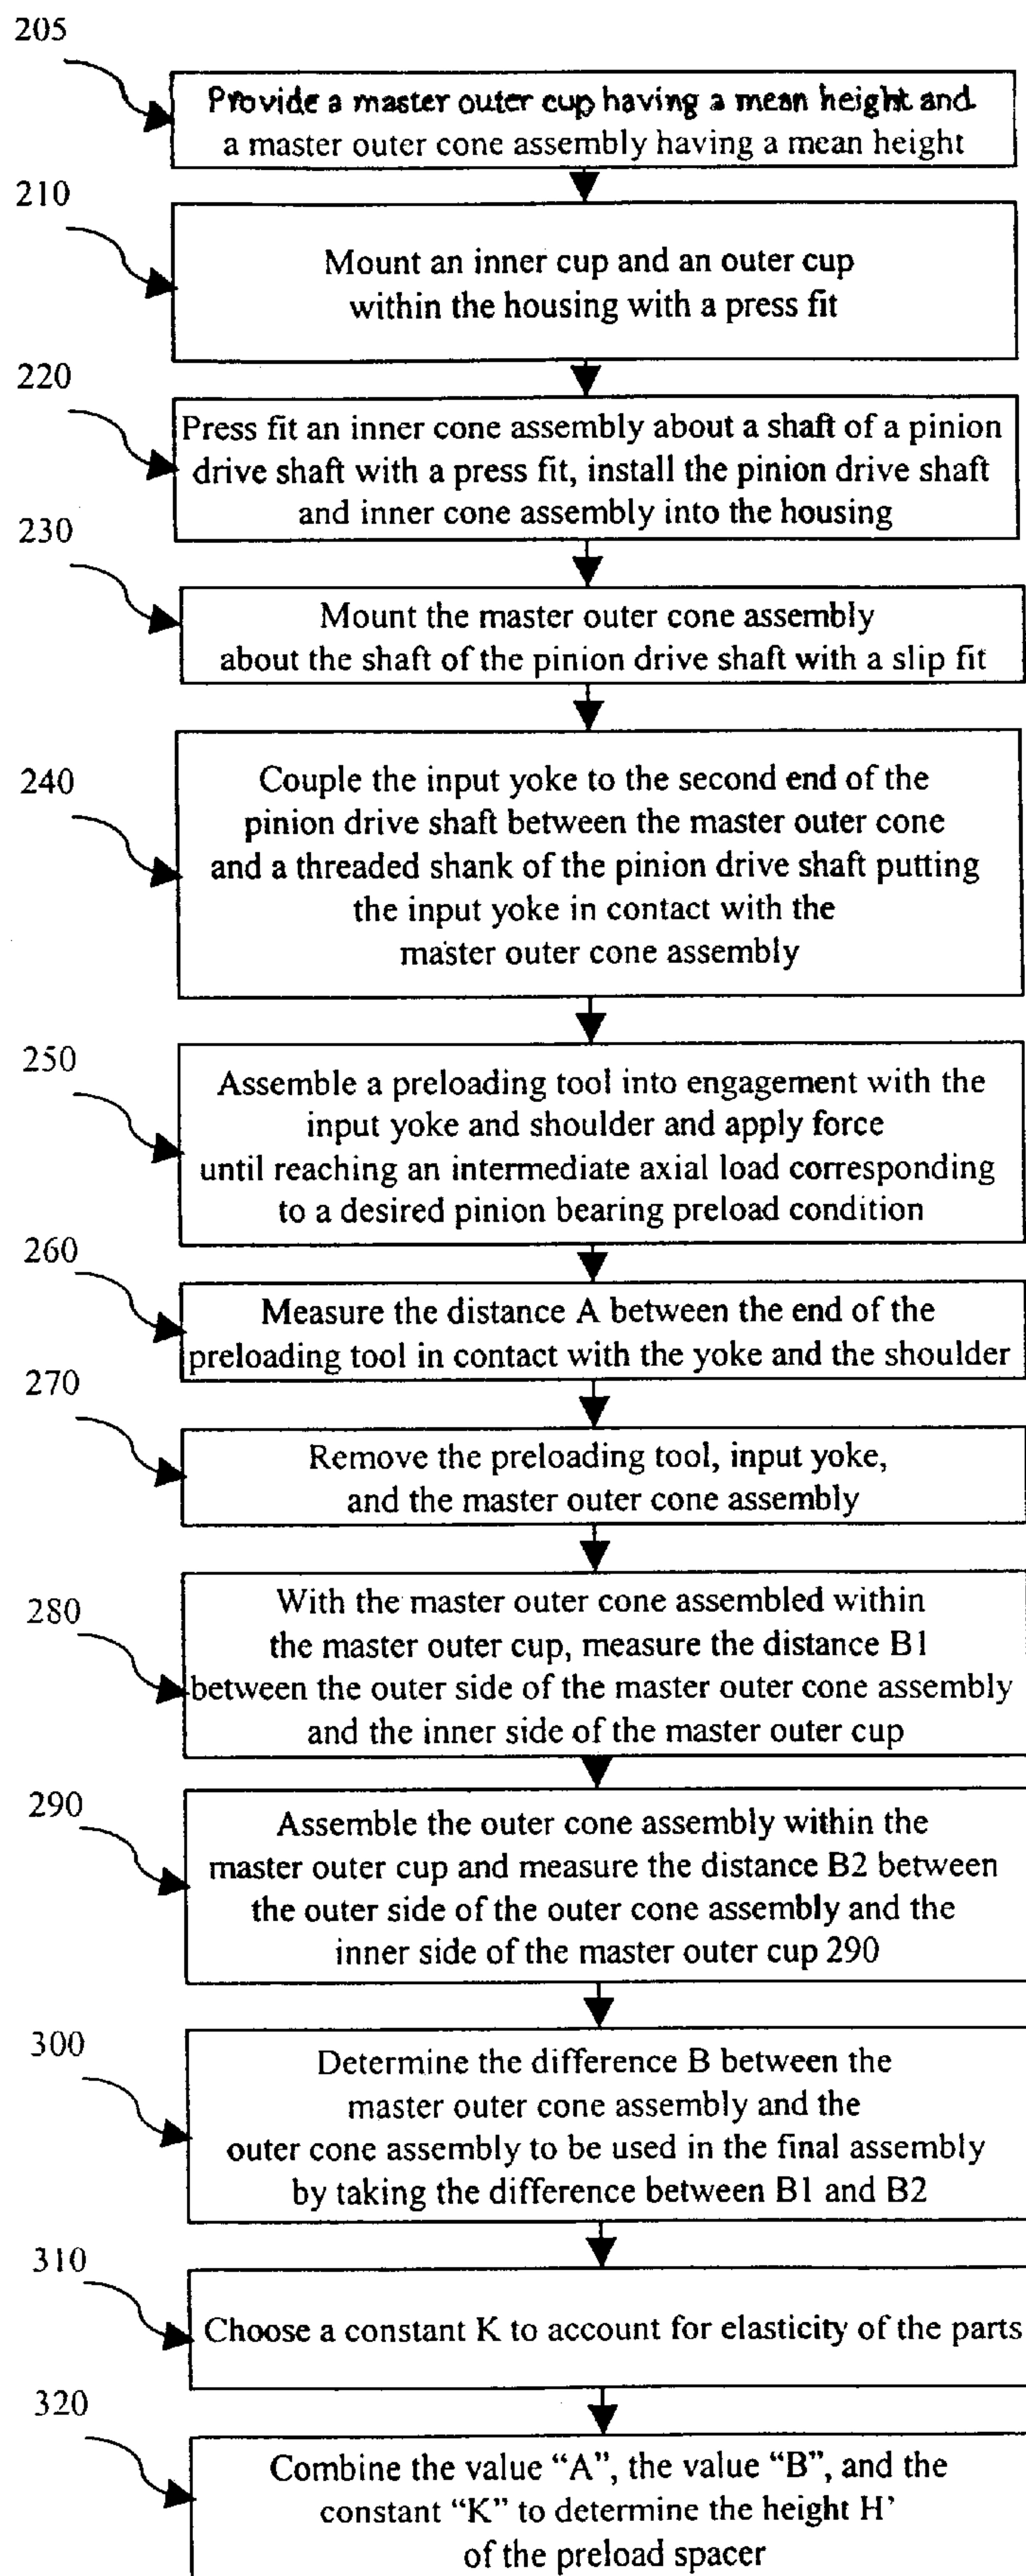 205
Provide a master outer cup having a mean height and
a master outer cone assembly having a mean height
210
Mount an inner cup and an outer cup
within the housing with a press fit
220
Press fit an inner cone assembly about a shaft of a pinion
drive shaft with a press fit, install the pinion drive shaft
and inner cone assembly into the housing
230
Mount the master outer cone assembly
about the shaft of the pinion drive shaft with a slip fit
240
Couple the input yoke to the second end of the
pinion drive shaft between the master outer cone
and a threaded shank of the pinion drive shaft putting
the input yoke in contact with the
master outer cone assembly
250
Assemble a preloading tool into engagement with the
input yoke and shoulder and apply force
until reaching an intermediate axial load corresponding
to a desired pinion bearing preload condition
260
Measure the distance A between the end of the
preloading tool in contact with the yoke and the shoulder
270
Remove the preloading tool, input yoke,
and the master outer cone assembly
280
With the master outer cone assembled within
the master outer cup, measure the distance B1
between the outer side of the master outer cone assembly
and the inner side of the master outer cup
290
Assemble the outer cone assembly within the
master outer cup and measure the distance B2 between
the outer side of the outer cone assembly and the
inner side of the master outer cup 290
300
Determine the difference B between the
master outer cone assembly and the
outer cone assembly to be used in the final assembly
by taking the difference between B1 and B2
310
Choose a constant K to account for elasticity of the parts
320
Combine the value “A”, the value “B”, and the
constant “K” to determine the height H’
of the preload spacer